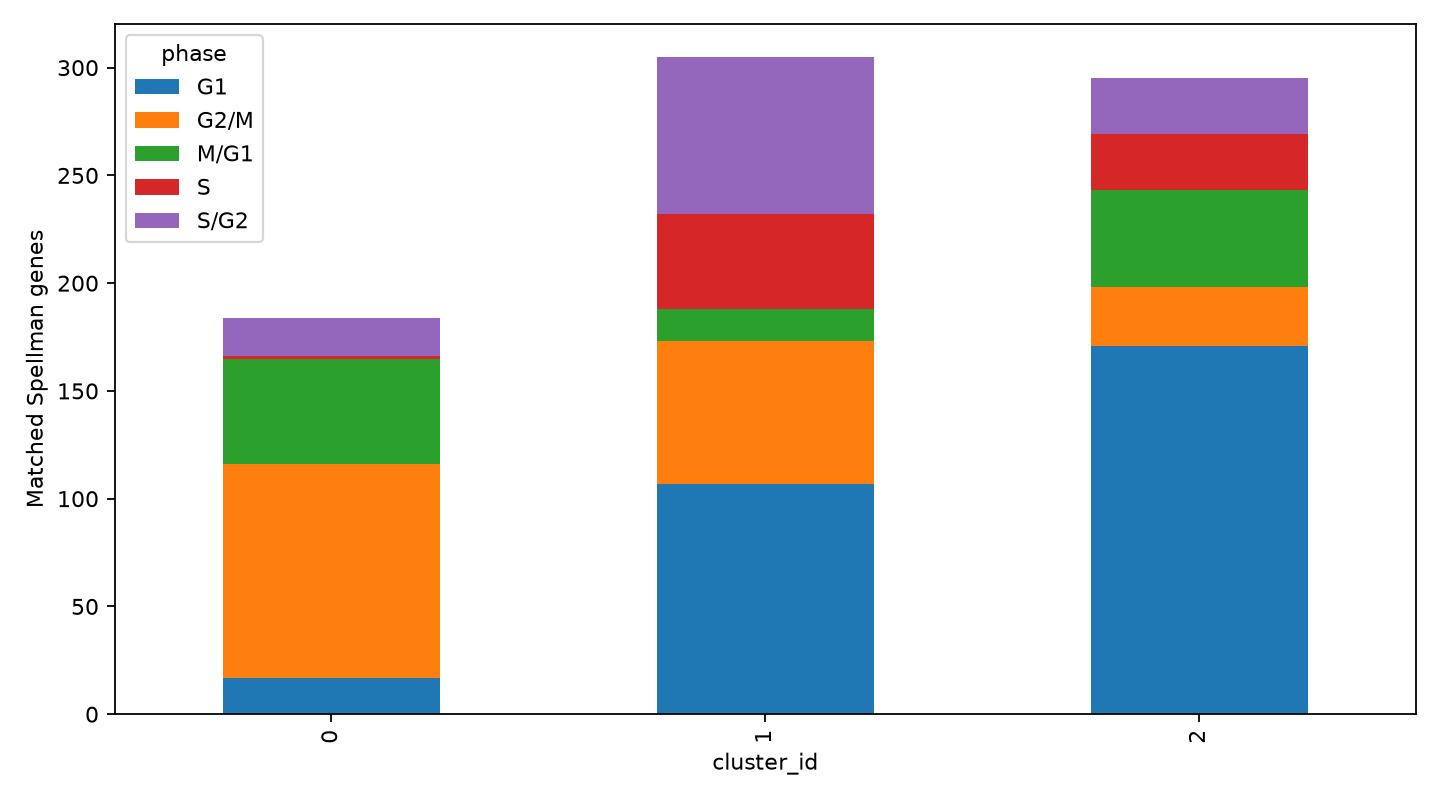 phase
G1
G2/M
M/G1
S
S/G2
Matched Spellman genes
300
250
200
150
100
50
0
0
1
2
cluster_id